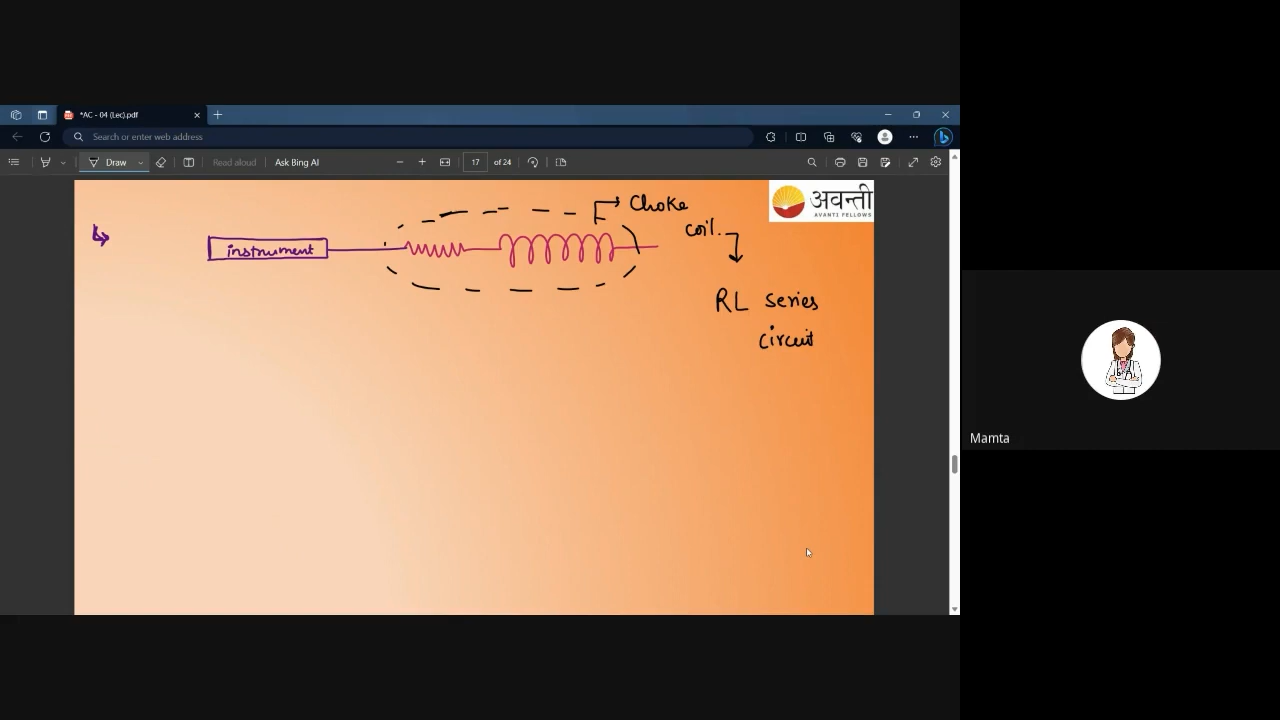 *AC - 04 (Lec).pdf
Search or enter web address
Draw
Read aloud
Ask Bing AI
17 of 24
अवन्ती
AVANTI FELLOWS
Choke
coil.
instrument
RL series
circuit
Mamta